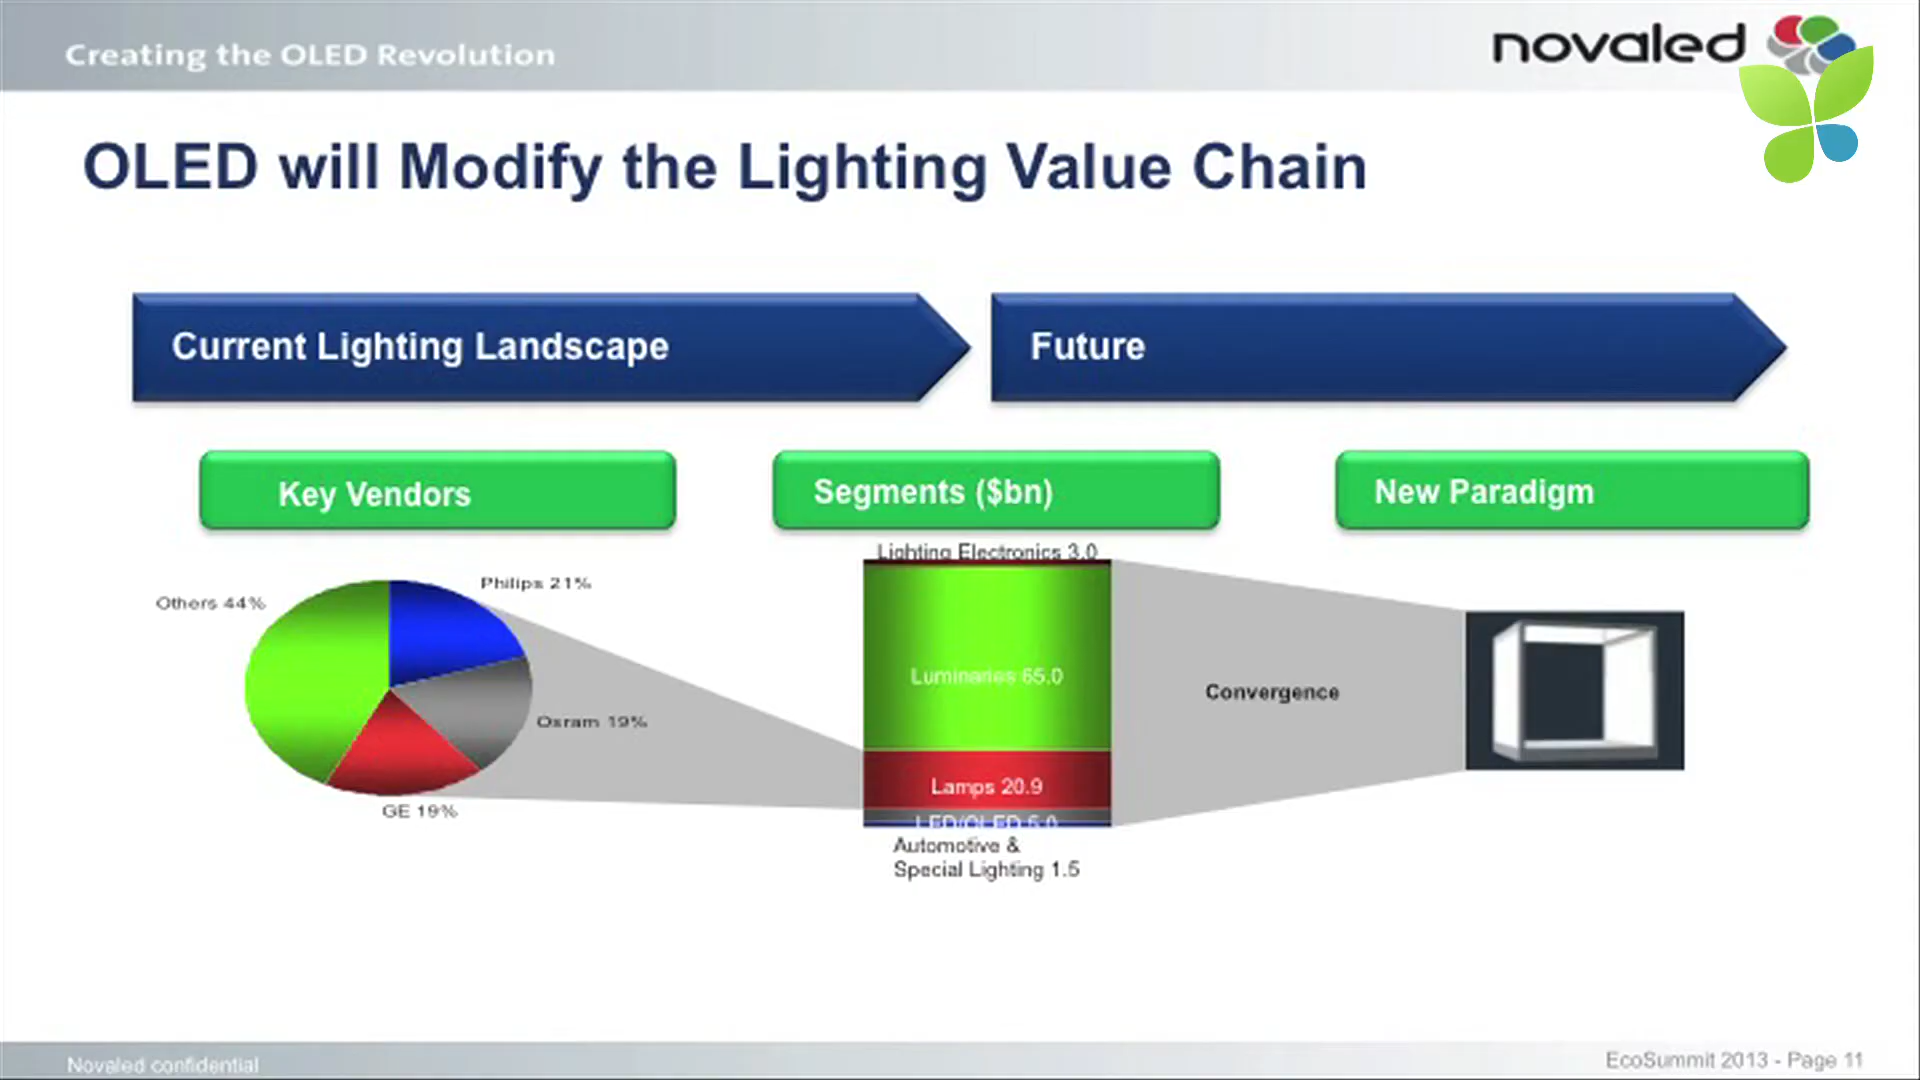 Creating the OLED Revolution
novaled
OLED will Modify the Lighting Value Chain
Current Lighting Landscape
Future
Key Vendors
Segments ($bn)
New Paradigm
Lighting Electronics 3.0
Philips 21%
Others 44%
Luminaries 65.0
Convergence
Osram 19%
Lamps 20.9
GE 19%
LED/OLED 5.0
Automotive &
Special Lighting 1.5
Novaled confidential
EcoSummit 2013 - Page 11